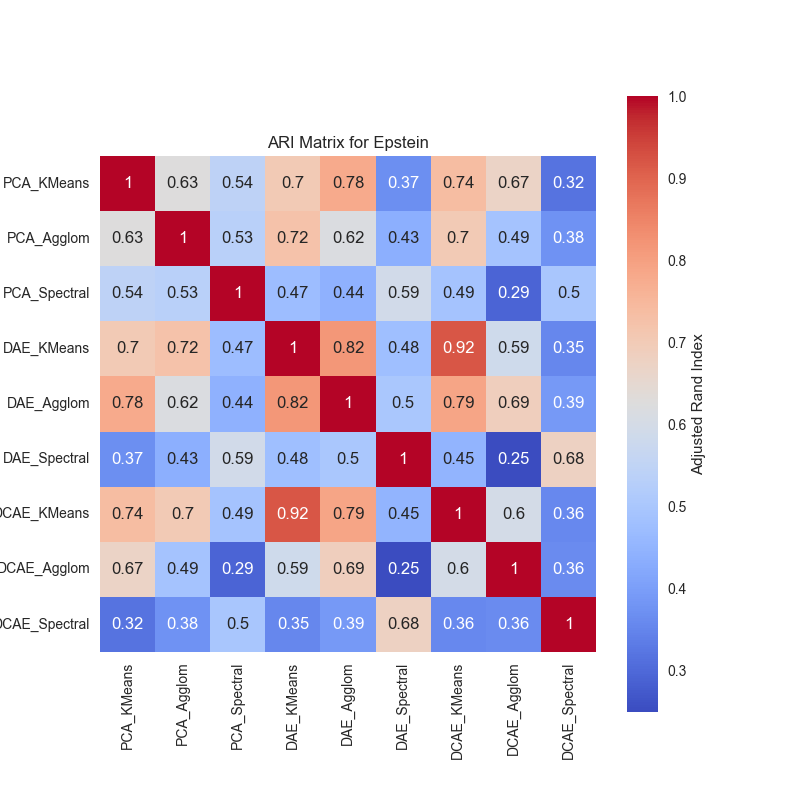 ARI Matrix for Epstein
PCA_KMeans 1 0.63 0.54 0.7 0.78 0.37 0.74 0.67 0.32
PCA_Agglom 0.63 1 0.53 0.72 0.62 0.43 0.7 0.49 0.38
PCA_Spectral 0.54 0.53 1 0.47 0.44 0.59 0.49 0.29 0.5
DAE_KMeans 0.7 0.72 0.47 1 0.82 0.48 0.92 0.59 0.35
DAE_Agglom 0.78 0.62 0.44 0.82 1 0.5 0.79 0.69 0.39
DAE_Spectral 0.37 0.43 0.59 0.48 0.5 1 0.45 0.25 0.68
DCAE_KMeans 0.74 0.7 0.49 0.92 0.79 0.45 1 0.6 0.36
DCAE_Agglom 0.67 0.49 0.29 0.59 0.69 0.25 0.6 1 0.36
DCAE_Spectral 0.32 0.38 0.5 0.35 0.39 0.68 0.36 0.36 1
PCA_KMeans PCA_Agglom PCA_Spectral DAE_KMeans DAE_Agglom DAE_Spectral DCAE_KMeans DCAE_Agglom DCAE_Spectral
1.0
0.9
0.8
0.7
0.6
0.5
0.4
0.3
Adjusted Rand Index